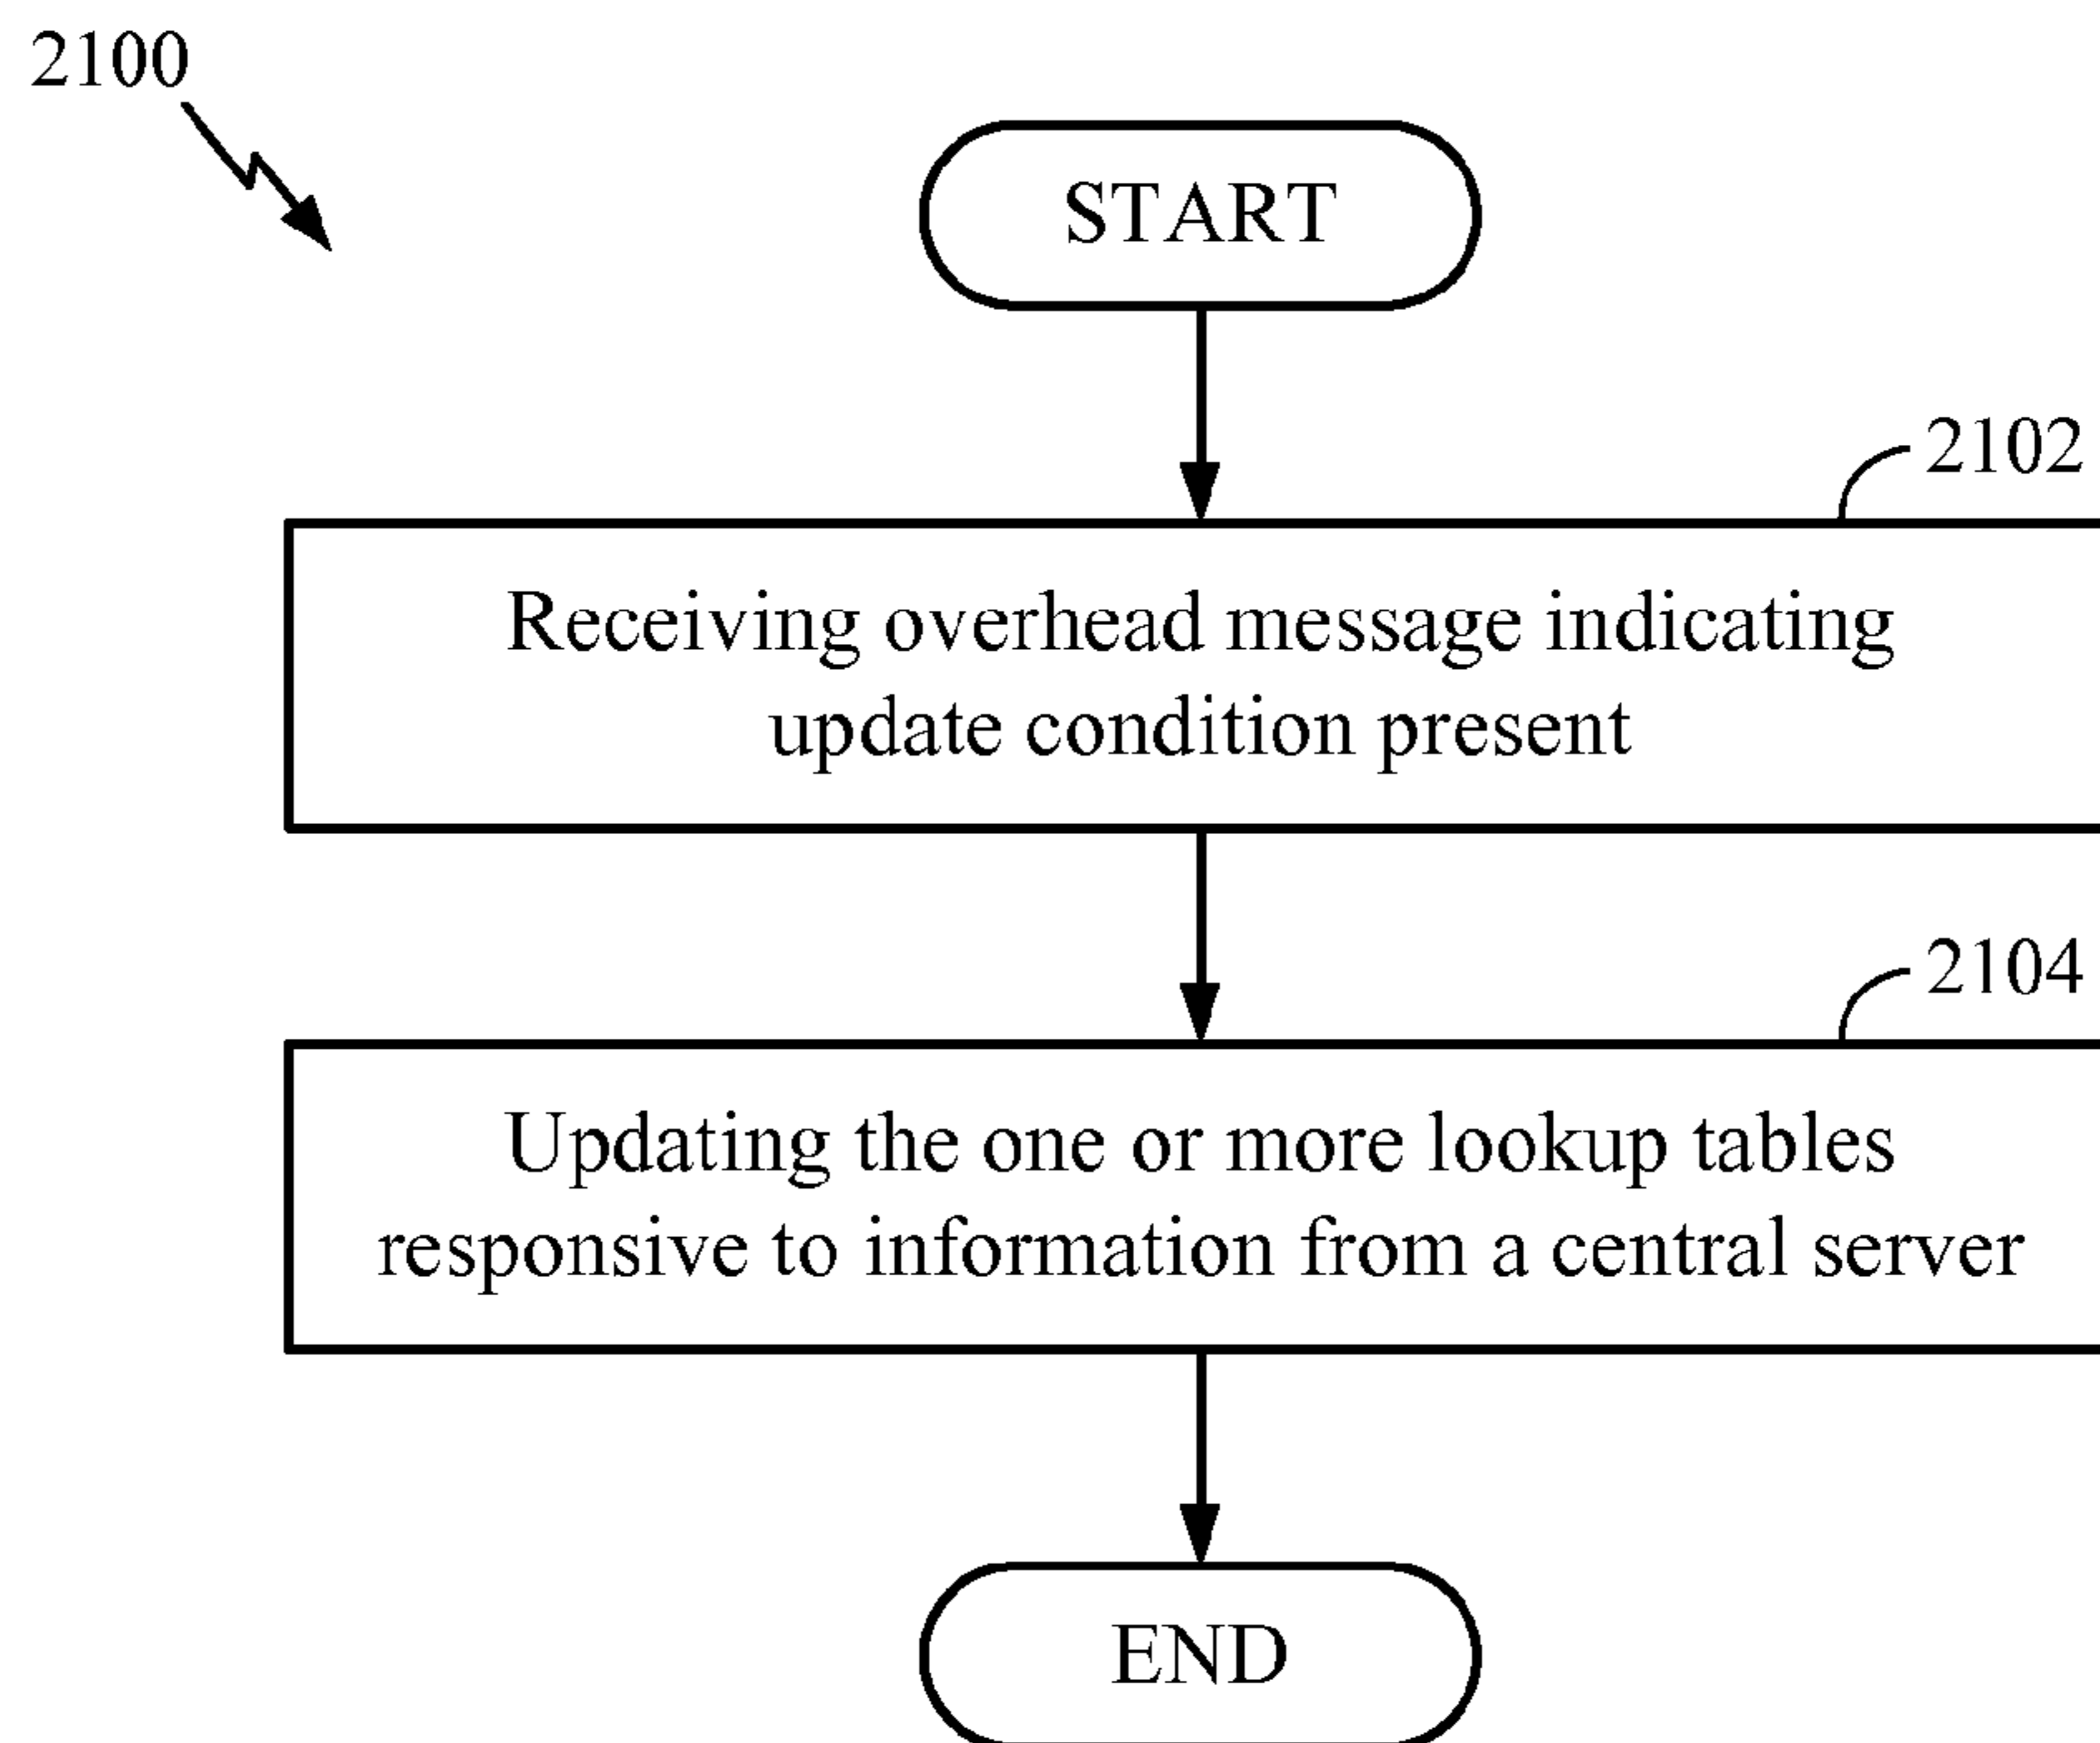 2100
START
2102
Receiving overhead message indicating
update condition present
2104
Updating the one or more lookup tables
responsive to information from a central server
END